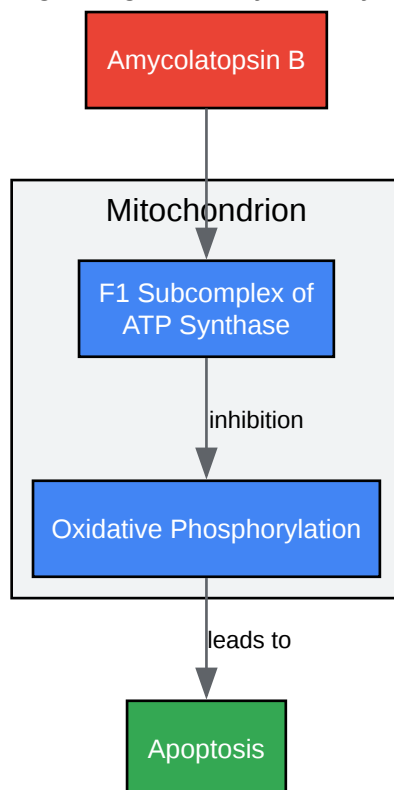 Amycolatopsin B
Mitochondrion
F1 Subcomplex of
ATP Synthase
inhibition
Oxidative Phosphorylation
leads to
Apoptosis